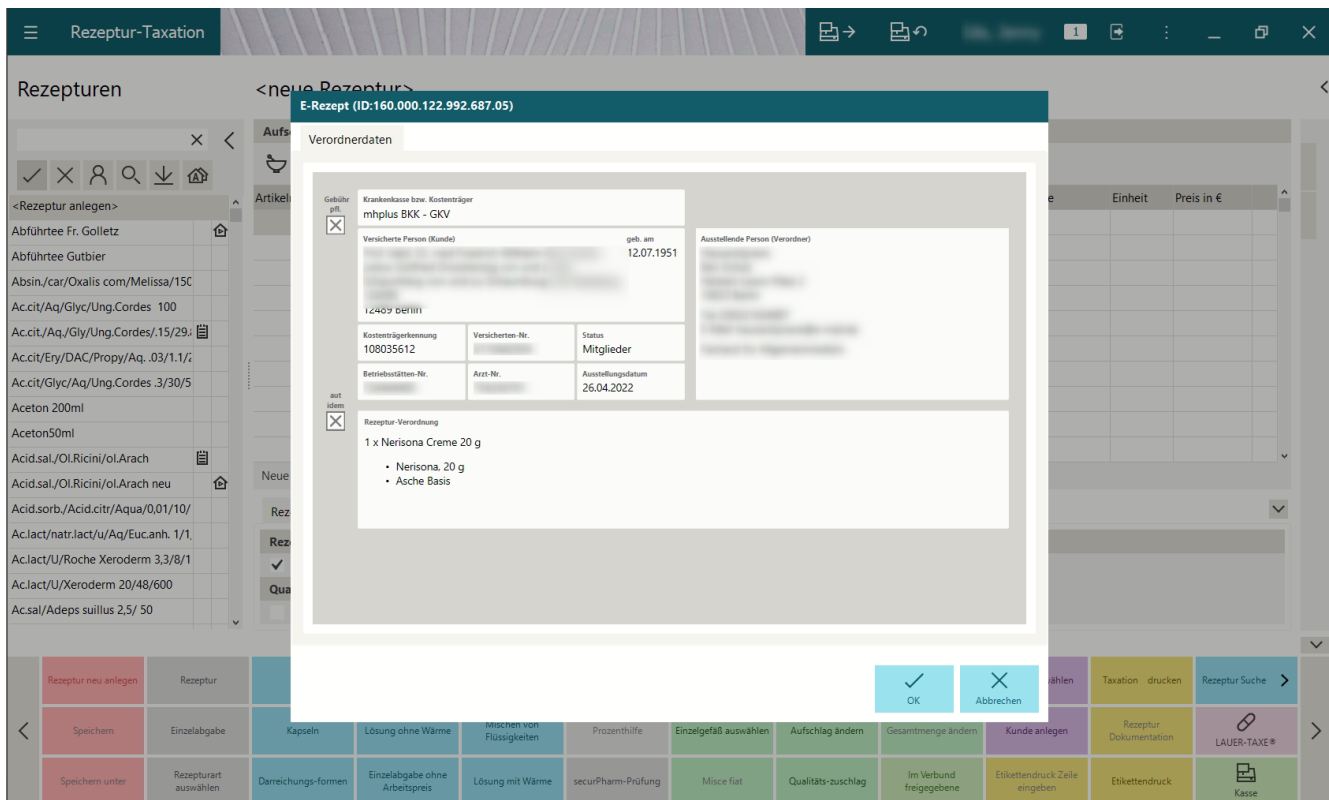 Rezeptur-Taxation
1
Rezepturen
<neue Rezeptur>
E-Rezept (ID:160.000.122.992.687.05)
Verordnerdaten
<Rezeptur anlegen>
Abführtee Fr. Golletz
Abführtee Gutbier
Absin./car/Oxalis com/Melissa/150
Ac.cit/Aq/Glyc/Ung.Cordes 100
Ac.cit./Aq./Gly/Ung.Cordes/.15/29.
Ac.cit/Ery/DAC/Propy/Aq. .03/1.1/2
Ac.cit/Glyc/Aq/Ung.Cordes .3/30/5
Aceton 200ml
Aceton50ml
Acid.sal./Ol.Ricini/ol.Arach
Acid.sal./Ol.Ricini/ol.Arach neu
Acid.sorb./Acid.citr/Aqua/0,01/10/
Ac.lact/natr.lact/u/Aq/Euc.anh. 1/1
Ac.lact/U/Roche Xeroderm 3,3/8/1
Ac.lact/U/Xeroderm 20/48/600
Ac.sal/Adeps suillus 2,5/ 50
Aufs
Artikel
e
Einheit
Preis in €
Neue
Rez
Reze
Qua
Gebühr
pfl.
Krankenkasse bzw. Kostenträger
mhplus BKK - GKV
Versicherte Person (Kunde)
geb. am
12.07.1951
12489 Berlin
Ausstellende Person (Verordner)
Kostenträgerkennung
108035612
Versicherten-Nr.
Status
Mitglieder
Betriebsstätten-Nr.
Arzt-Nr.
Ausstellungsdatum
26.04.2022
aut
idem
Rezeptur-Verordnung
1 x Nerisona Creme 20 g
• Nerisona, 20 g
• Asche Basis
OK
Abbrechen
Rezeptur neu anlegen
Rezeptur
ählen
Taxation drucken
Rezeptur Suche
Speichern
Einzelabgabe
Kapseln
Lösung ohne Wärme
Mischen von
Flüssigkeiten
Prozenthilfe
Einzelgefäß auswählen
Aufschlag ändern
Gesamtmenge ändern
Kunde anlegen
Rezeptur
Dokumentation
LAUER-TAXE®
Speichern unter
Rezepturart
auswählen
Darreichungs-formen
Einzelabgabe ohne
Arbeitspreis
Lösung mit Wärme
securPharm-Prüfung
Misce fiat
Qualitäts-zuschlag
Im Verbund
freigegebene
Etikettendruck Zeile
eingeben
Etikettendruck
Kasse